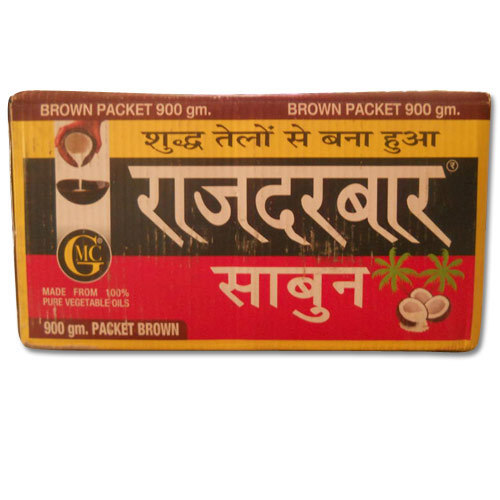 BROWN PACKET 900 gm.
BROWN PACKET 900 gm.
शुद्ध तेलों से बना हुआ
राजदरबार®
साबुन
GMC®
MADE FROM 100%
PURE VEGETABLE OILS
900 gm. PACKET BROWN